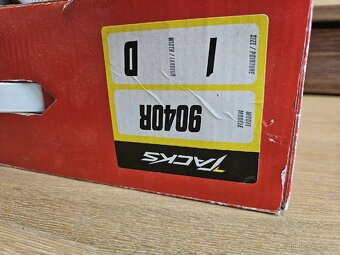 SIZE / POINTURE
1
WIDTH / LARGEUR
D
MODEL
MODÈLE
9040R
TACKS